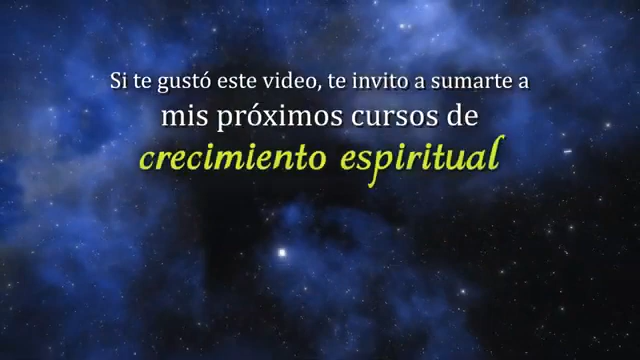 Si te gustó este video, te invito a sumarte a
mis próximos cursos de
crecimiento espiritual